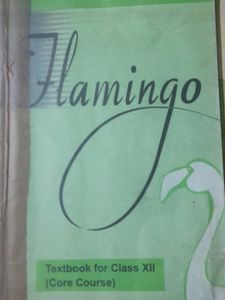 Flamingo
Textbook for Class XII
(Core Course)